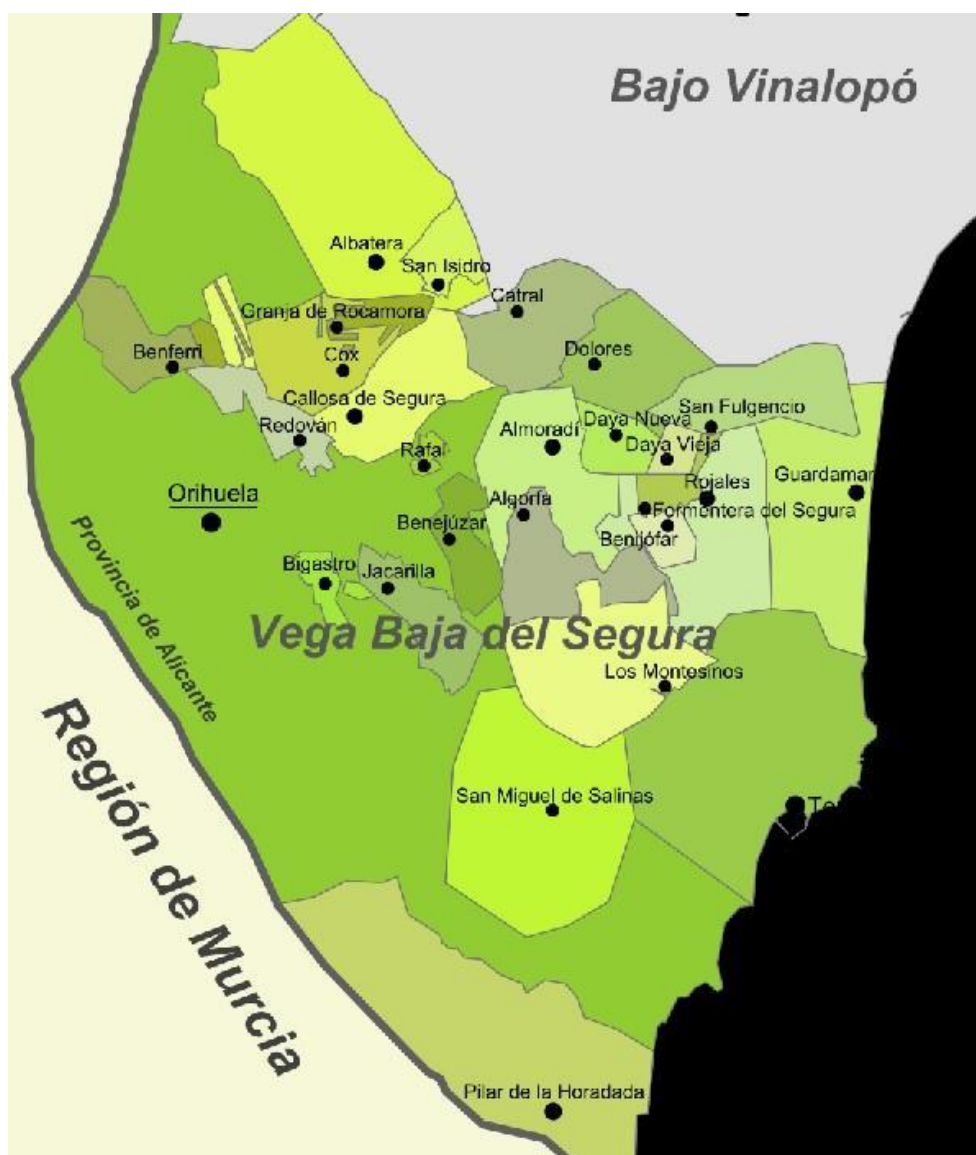 Bajo Vinalopó
Albatera
San Isidro
Catral
Granja de Rocamora
Benferri
Cox
Dolores
Callosa de Segura
San Fulgencio
Redován
Daya Nueva
Almoradí
Daya Vieja
Rafal
Rojales
Guardamar
Orihuela
Algorfa
Formentera del Segura
Benejúzar
Benijófar
Bigastro
Jacarilla
Provincia de Alicante
Vega Baja del Segura
Los Montesinos
Región de Murcia
San Miguel de Salinas
Pilar de la Horadada